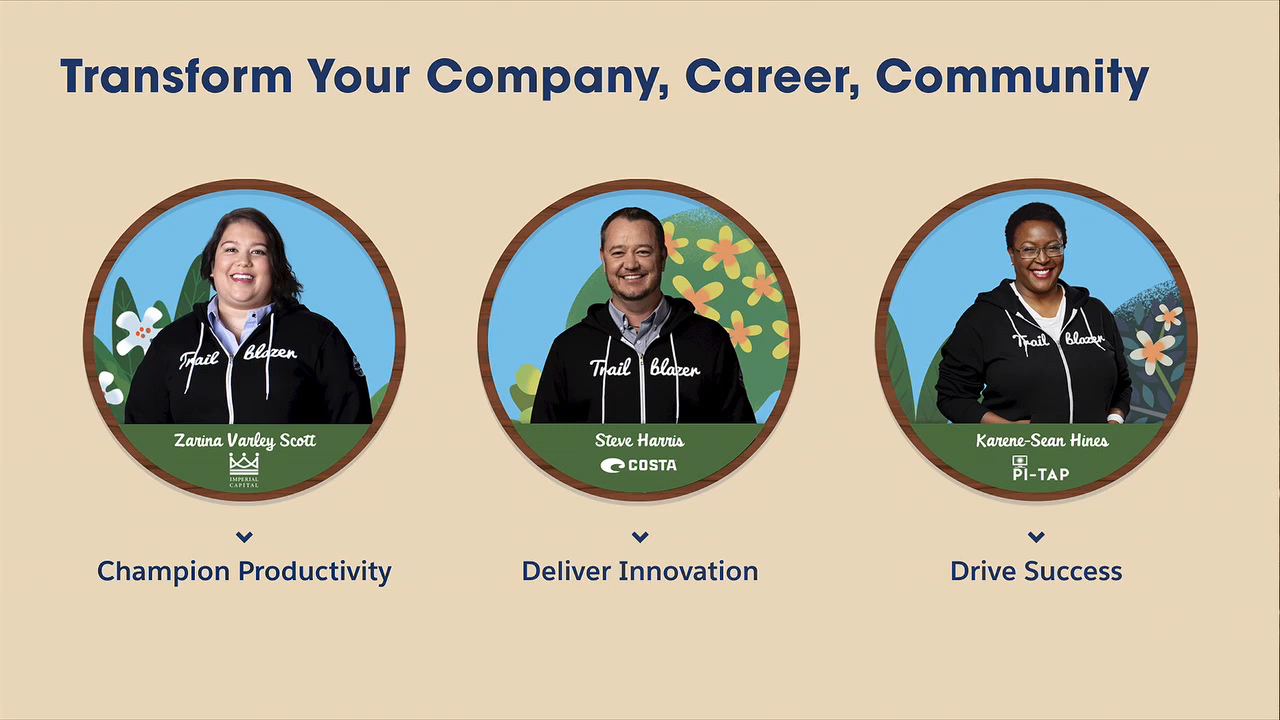 Transform Your Company, Career, Community
Trail Blazer
Trail Blazer
Trail Blazer
Zarina Varley Scott
IMPERIAL
CAPITAL
Steve Harris
COSTA
Karene-Sean Hines
PI-TAP
Champion Productivity
Deliver Innovation
Drive Success